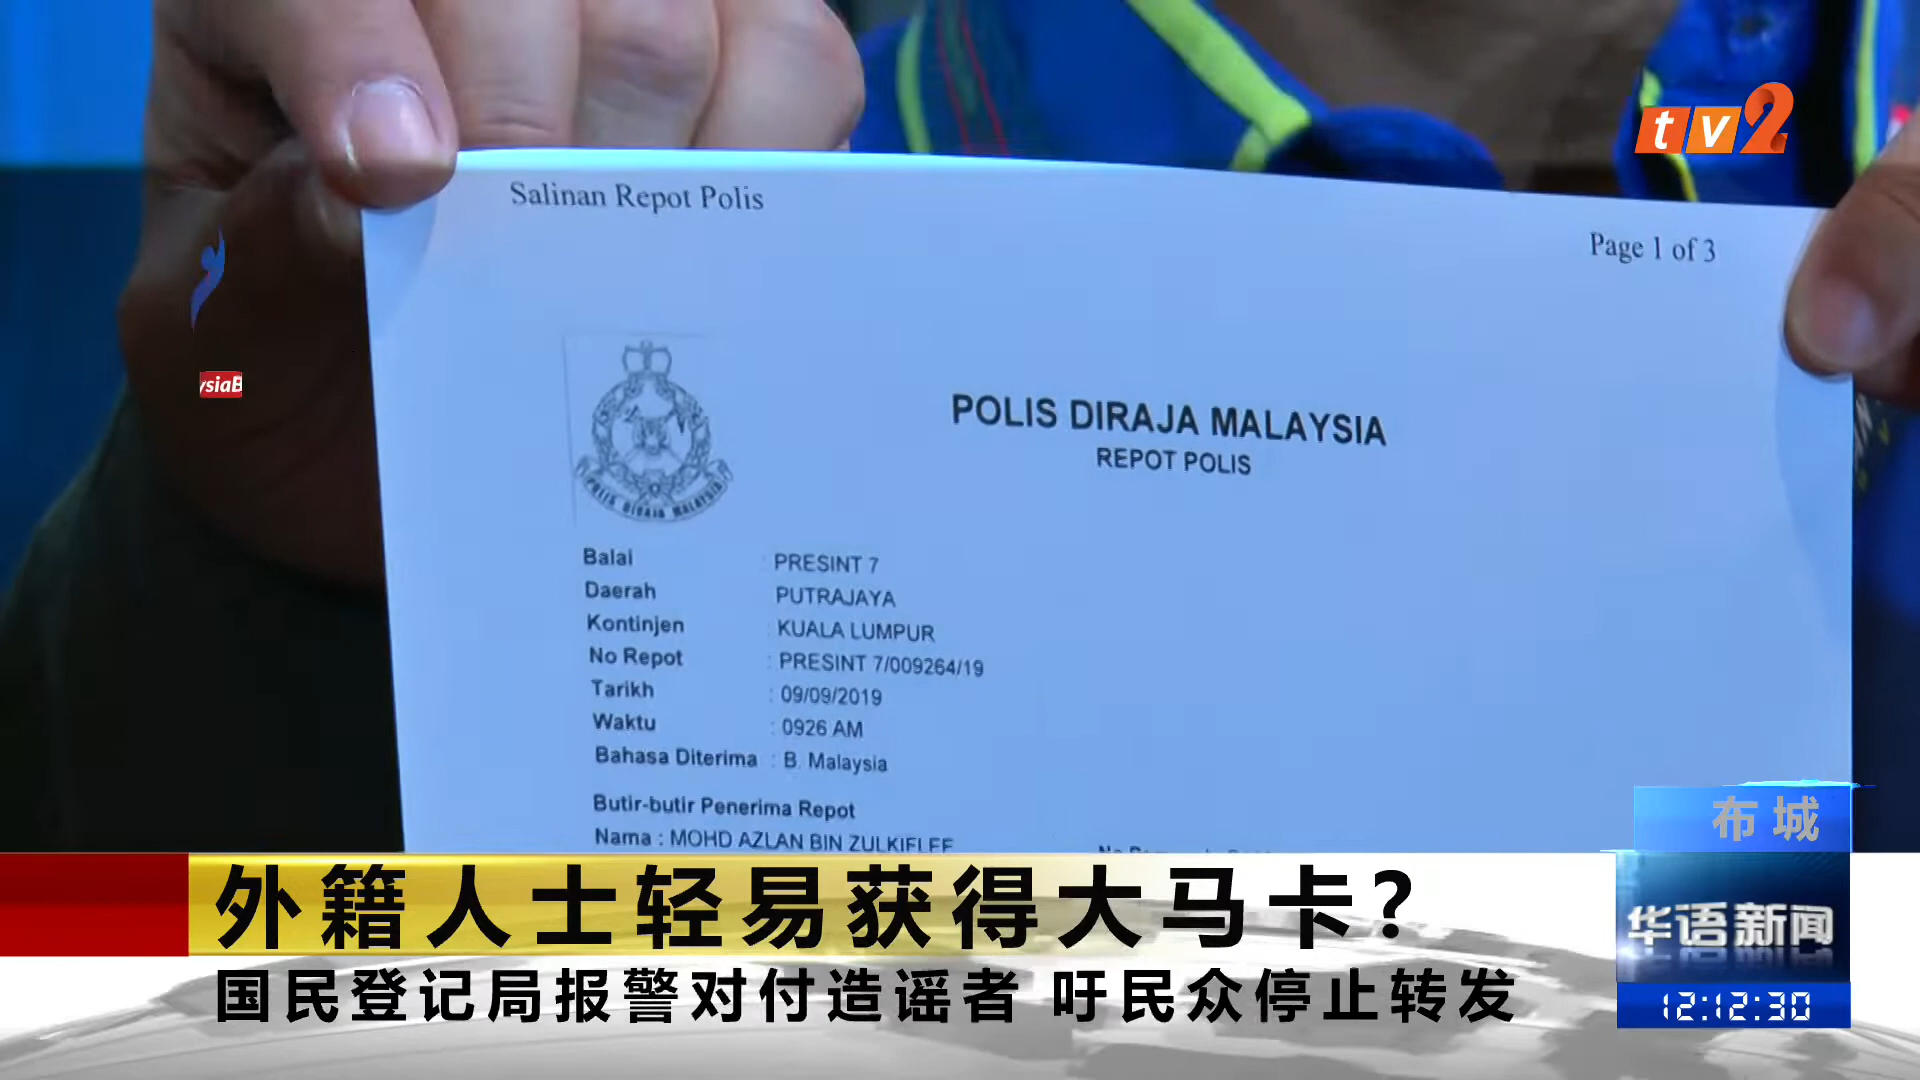 tv2
Salinan Repot Polis
Page 1 of 3
ysiaB
POLIS DIRAJA MALAYSIA
REPOT POLIS
POLIS DIRAJA MALAYSIA
Balai : PRESINT 7
Daerah : PUTRAJAYA
Kontinjen : KUALA LUMPUR
No Repot : PRESINT 7/009264/19
Tarikh : 09/09/2019
Waktu : 0926 AM
Bahasa Diterima : B. Malaysia
Butir-butir Penerima Repot
Nama : MOHD AZLAN BIN ZULKIFLEE
布城
外籍人士轻易获得大马卡?
国民登记局报警对付造谣者 吁民众停止转发
华语新闻
12:12:30